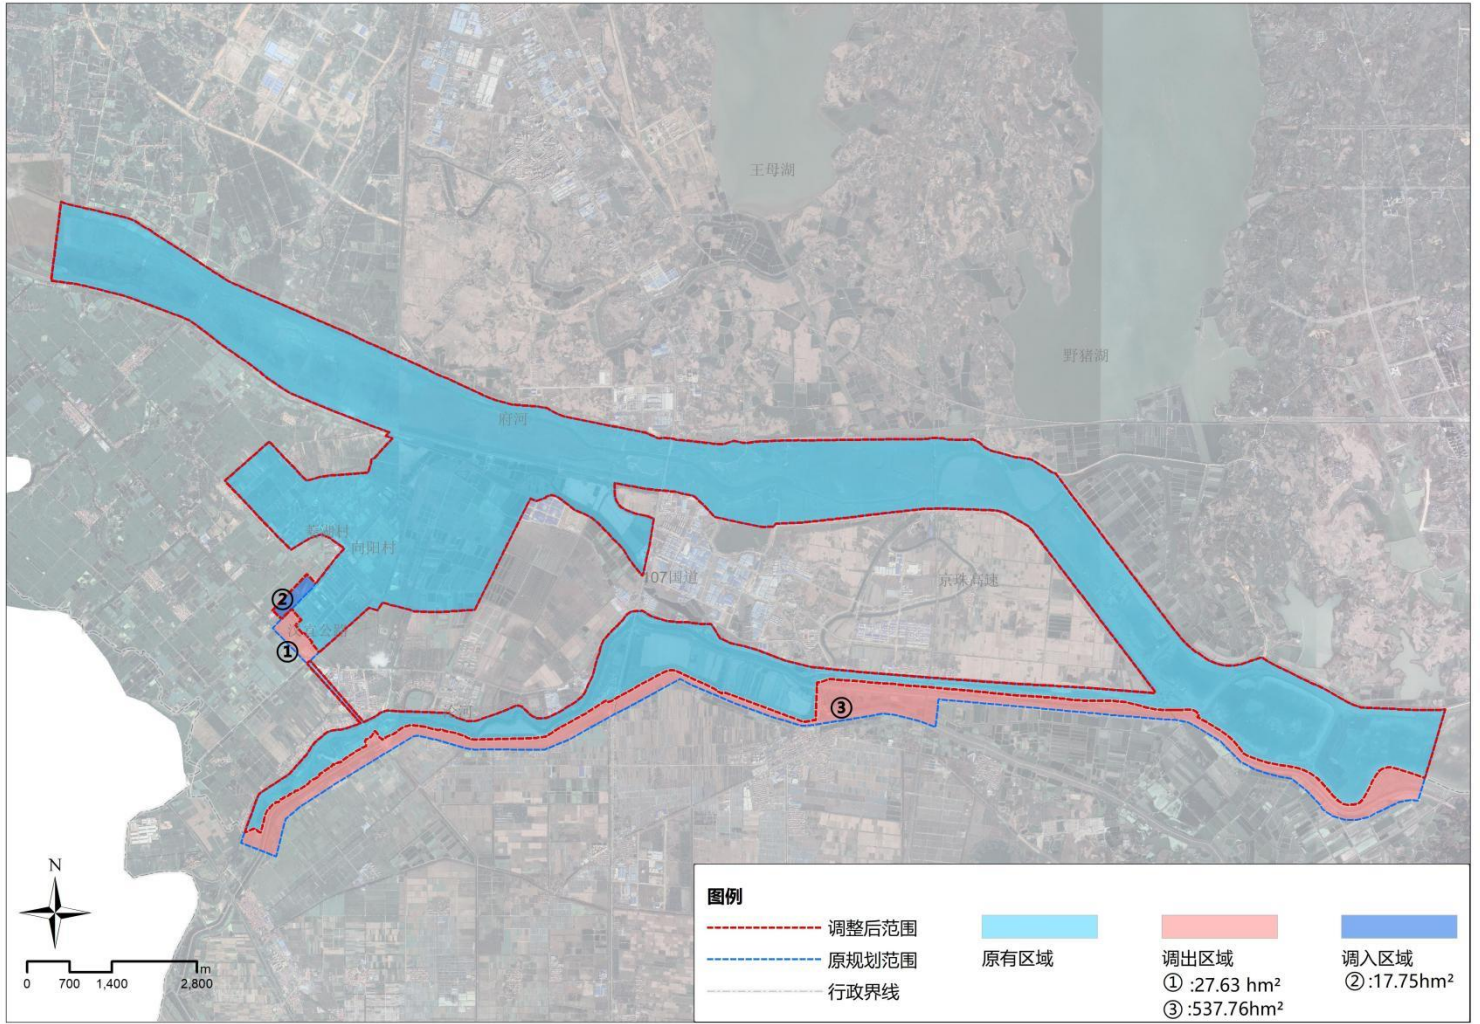 王母湖
野猪湖
府河
向阳村
107国道
京珠高速
②
①
③
N
m
0 700 1,400 2,800
图例
调整后范围
原规划范围
行政界线
原有区域
调出区域
① :27.63 hm²
③ :537.76hm²
调入区域
② :17.75hm²